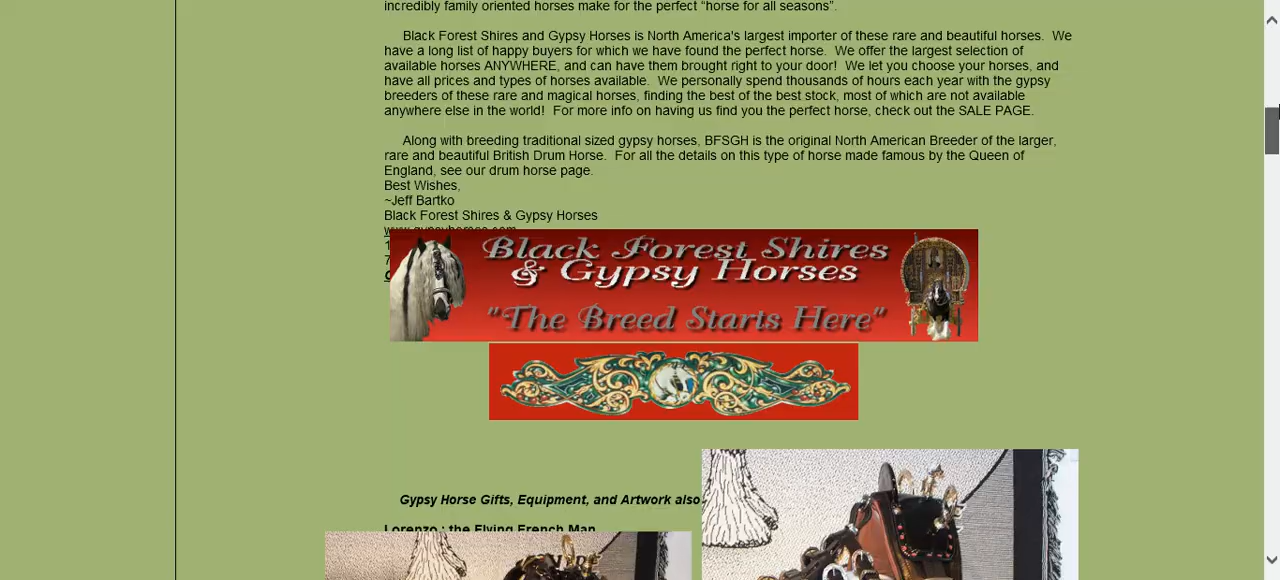 incredibly family oriented horses make for the perfect “horse for all seasons”.
Black Forest Shires and Gypsy Horses is North America's largest importer of these rare and beautiful horses.  We
have a long list of happy buyers for which we have found the perfect horse.  We offer the largest selection of
available horses ANYWHERE, and can have them brought right to your door!  We let you choose your horses, and
have all prices and types of horses available.  We personally spend thousands of hours each year with the gypsy
breeders of these rare and magical horses, finding the best of the best stock, most of which are not available
anywhere else in the world!  For more info on having us find you the perfect horse, check out the SALE PAGE.
Along with breeding traditional sized gypsy horses, BFSGH is the original North American Breeder of the larger,
rare and beautiful British Drum Horse.  For all the details on this type of horse made famous by the Queen of
England, see our drum horse page.
Best Wishes,
~Jeff Bartko
Black Forest Shires & Gypsy Horses
www.gypsyhorses.com
Black Forest Shires
& Gypsy Horses
"The Breed Starts Here"
Gypsy Horse Gifts, Equipment, and Artwork also
Lorenzo : the Flying French Man